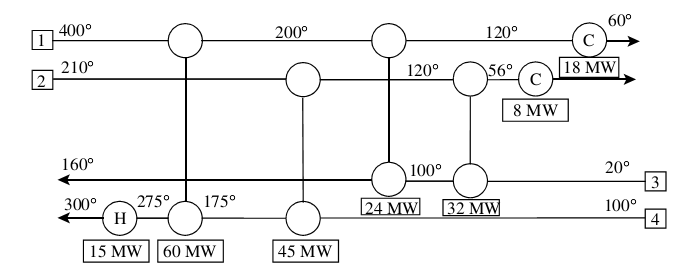 1 400° 200° 120° C 60°
18 MW
2 210° 120° 56° C
8 MW
160° 100° 20° 3
24 MW 32 MW
300° H 275° 175° 100° 4
15 MW 60 MW 45 MW